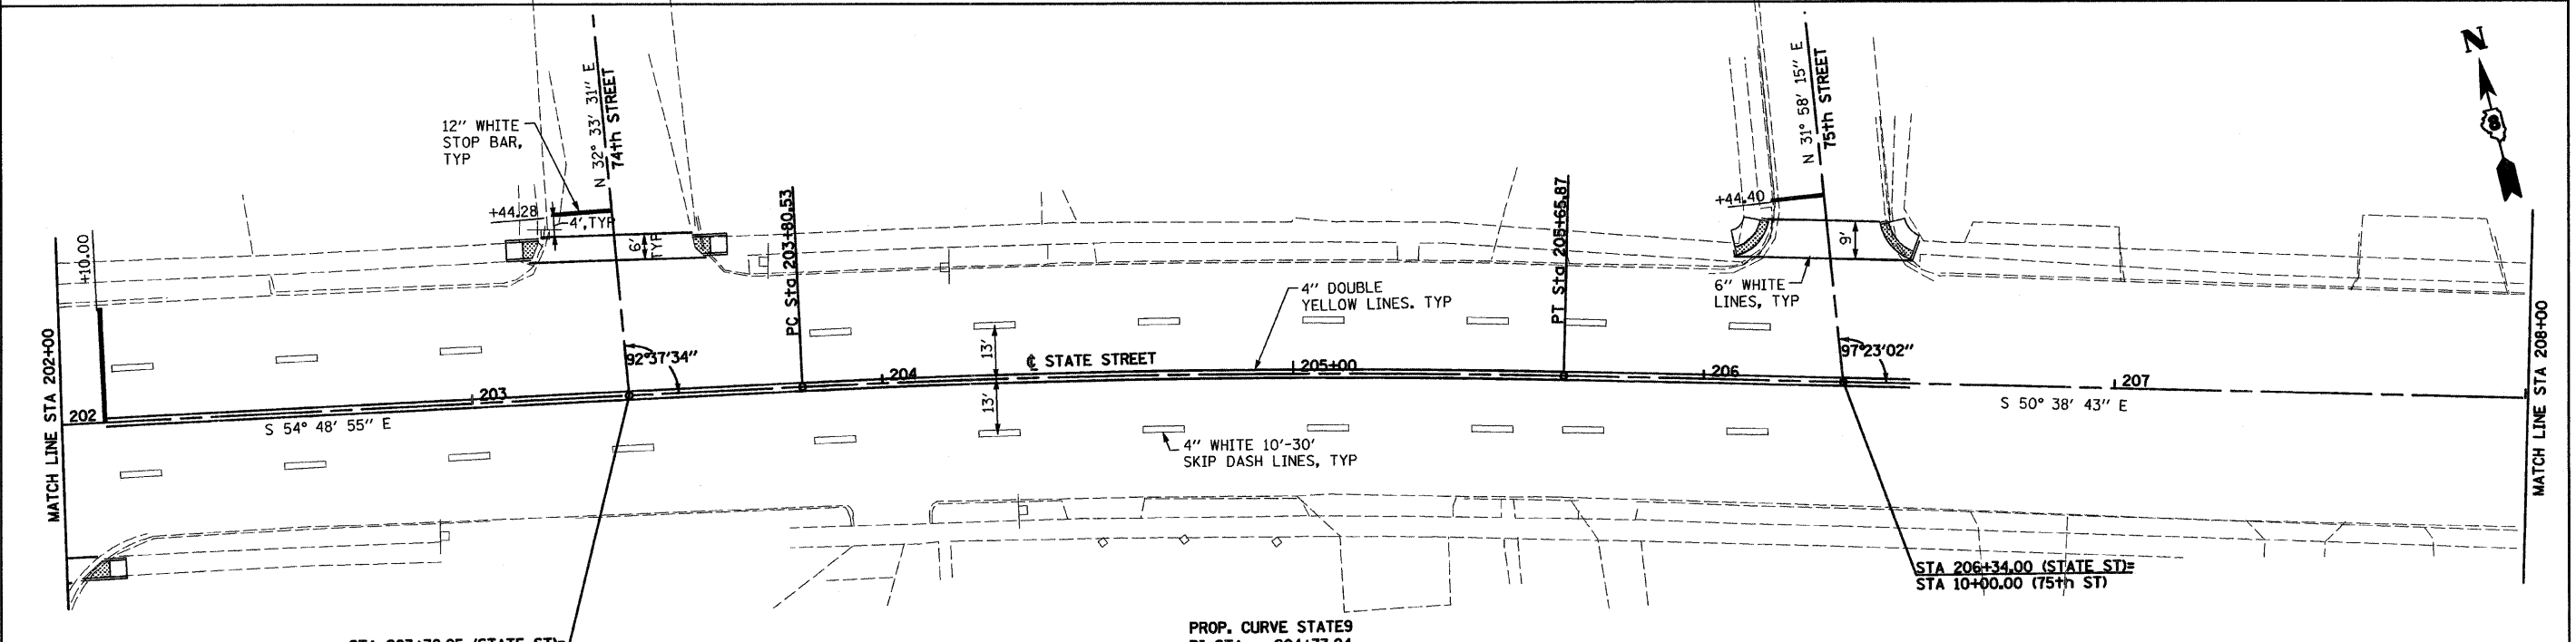 12" WHITE
STOP BAR,
TYP
N 32° 33' 31" E
74th STREET
+44.28
4', TYP
6'
TYP
PC Sta 203+80.53
PT Sta 205+65.87
N 31° 58' 15" E
75th STREET
N
+44.40
9'
6" WHITE
LINES, TYP
4" DOUBLE
YELLOW LINES. TYP
MATCH LINE STA 202+00
+10.00
92°37'34"
13'
13'
℄ STATE STREET
97°23'02"
MATCH LINE STA 208+00
202
203
204
205+00
206
207
S 54° 48' 55" E
S 50° 38' 43" E
4" WHITE 10'-30'
SKIP DASH LINES, TYP
STA 206+34.00 (STATE ST)=
STA 10+00.00 (75th ST)
PROP. CURVE STATE9